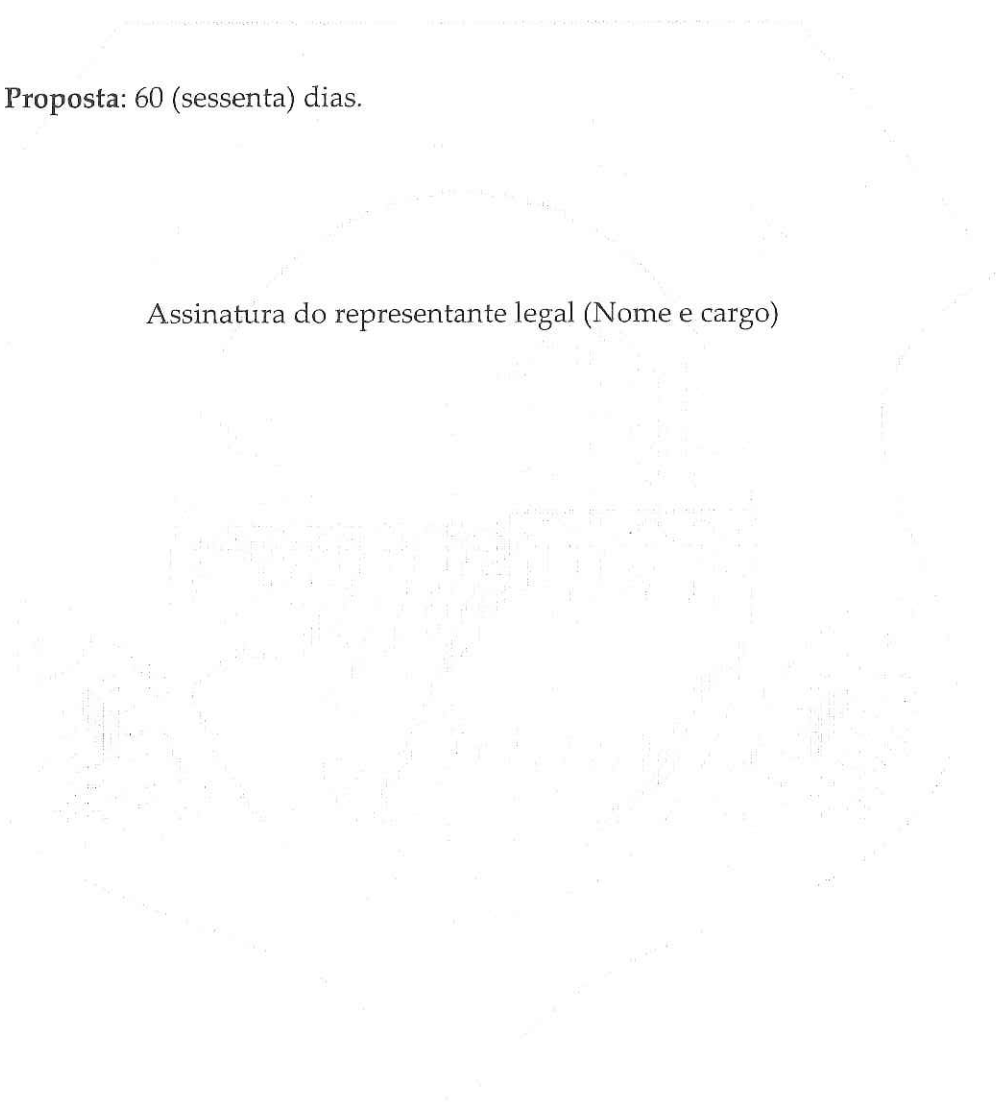 Proposta: 60 (sessenta) dias.
Assinatura do representante legal (Nome e cargo)